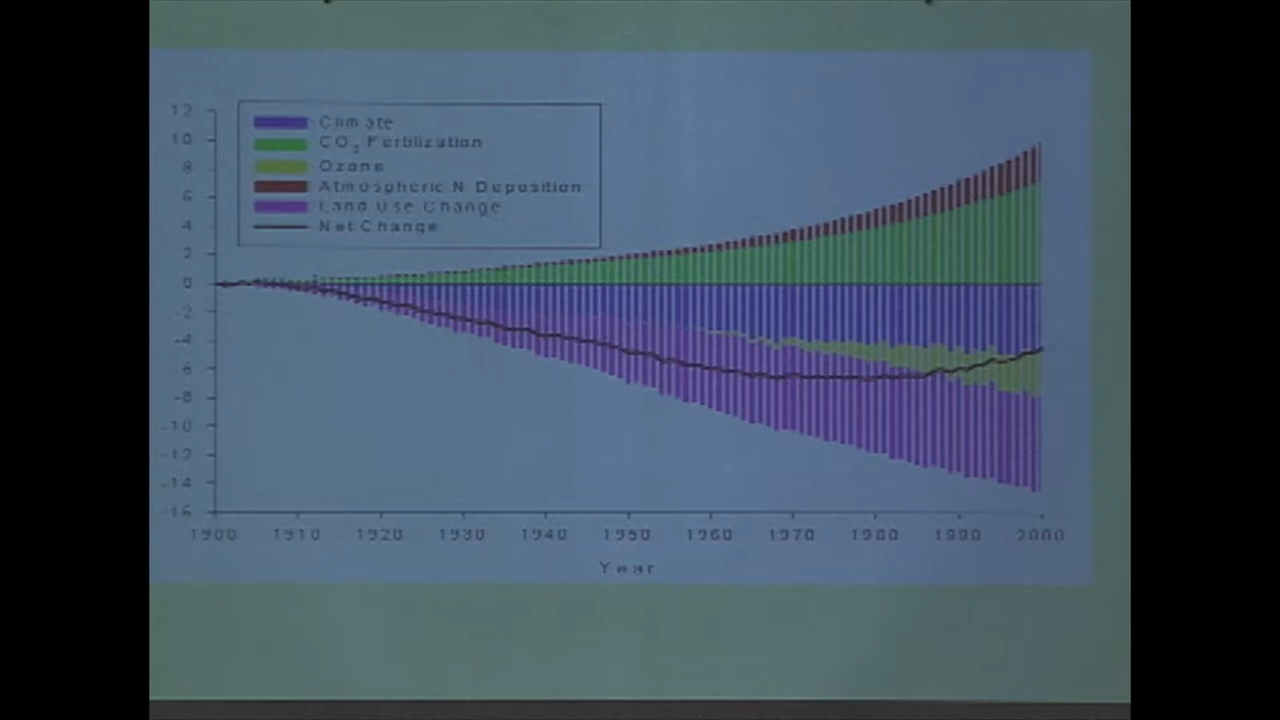 12
10
8
6
4
2
0
-2
-4
-6
-8
-10
-12
-14
-16
Climate
CO2 Fertilization
Ozone
Atmospheric N Deposition
Land Use Change
Net Change
1900 1910 1920 1930 1940 1950 1960 1970 1980 1990 2000
Year